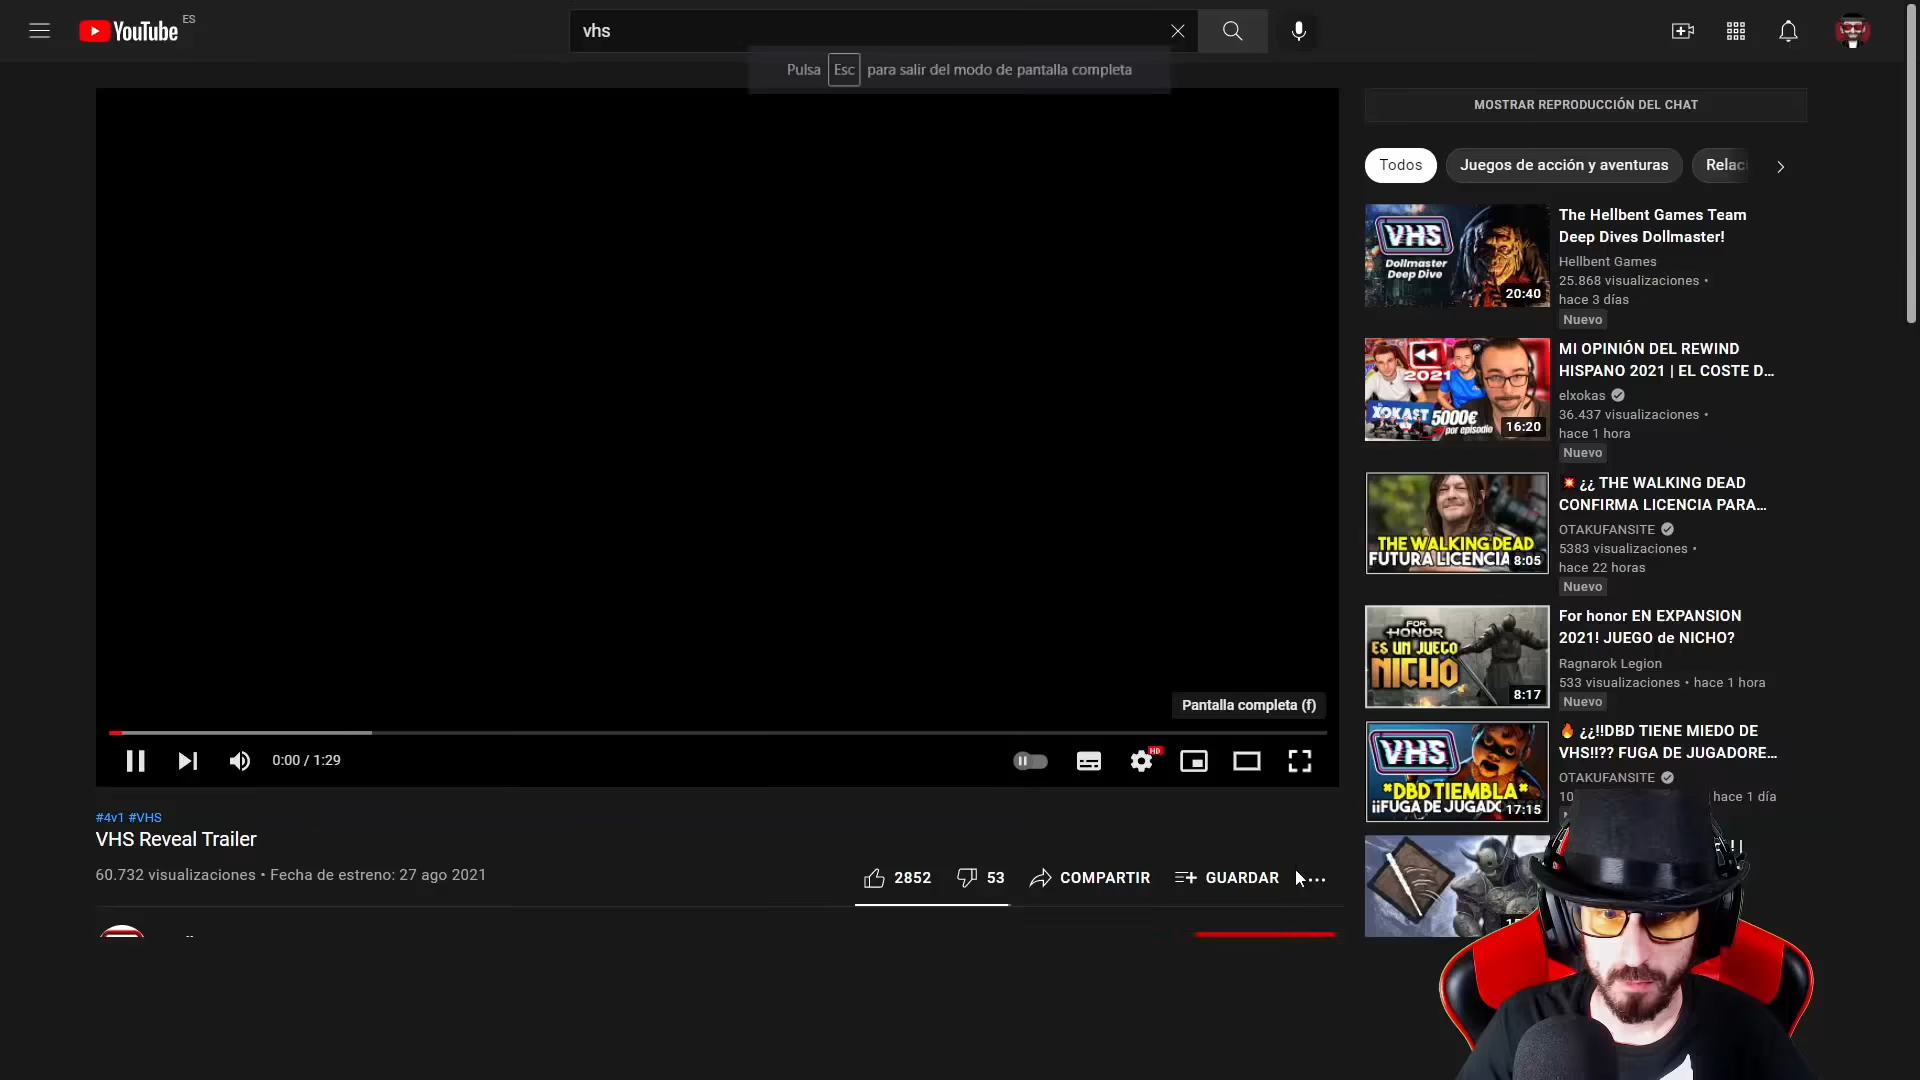 YouTube ES
vhs
Pulsa Esc para salir del modo de pantalla completa
MOSTRAR REPRODUCCIÓN DEL CHAT
Todos
Juegos de acción y aventuras
VHS
Dollmaster
Deep Dive
20:40
The Hellbent Games Team
Deep Dives Dollmaster!
Hellbent Games
25.868 visualizaciones •
hace 3 días
Nuevo
2021
XOKAST 5000€
por episodio
16:20
MI OPINIÓN DEL REWIND
HISPANO 2021 | EL COSTE D...
elxokas
36.437 visualizaciones •
hace 1 hora
Nuevo
THE WALKING DEAD
FUTURA LICENCIA
8:05
¿¿ THE WALKING DEAD
CONFIRMA LICENCIA PARA...
OTAKUFANSITE
5383 visualizaciones •
hace 22 horas
Nuevo
FOR
HONOR
ES UN JUEGO
NICHO
8:17
For honor EN EXPANSION
2021! JUEGO de NICHO?
Ragnarok Legion
533 visualizaciones • hace 1 hora
Nuevo
VHS
*DBD TIEMBLA*
¡¡FUGA DE
17:15
¿¿!!DBD TIENE MIEDO DE
VHS!!?? FUGA DE JUGADORE...
OTAKUFANSITE
hace 1 día
Pantalla completa (f)
0:00 / 1:29
HD
#4v1 #VHS
VHS Reveal Trailer
60.732 visualizaciones • Fecha de estreno: 27 ago 2021
2852
53
COMPARTIR
GUARDAR